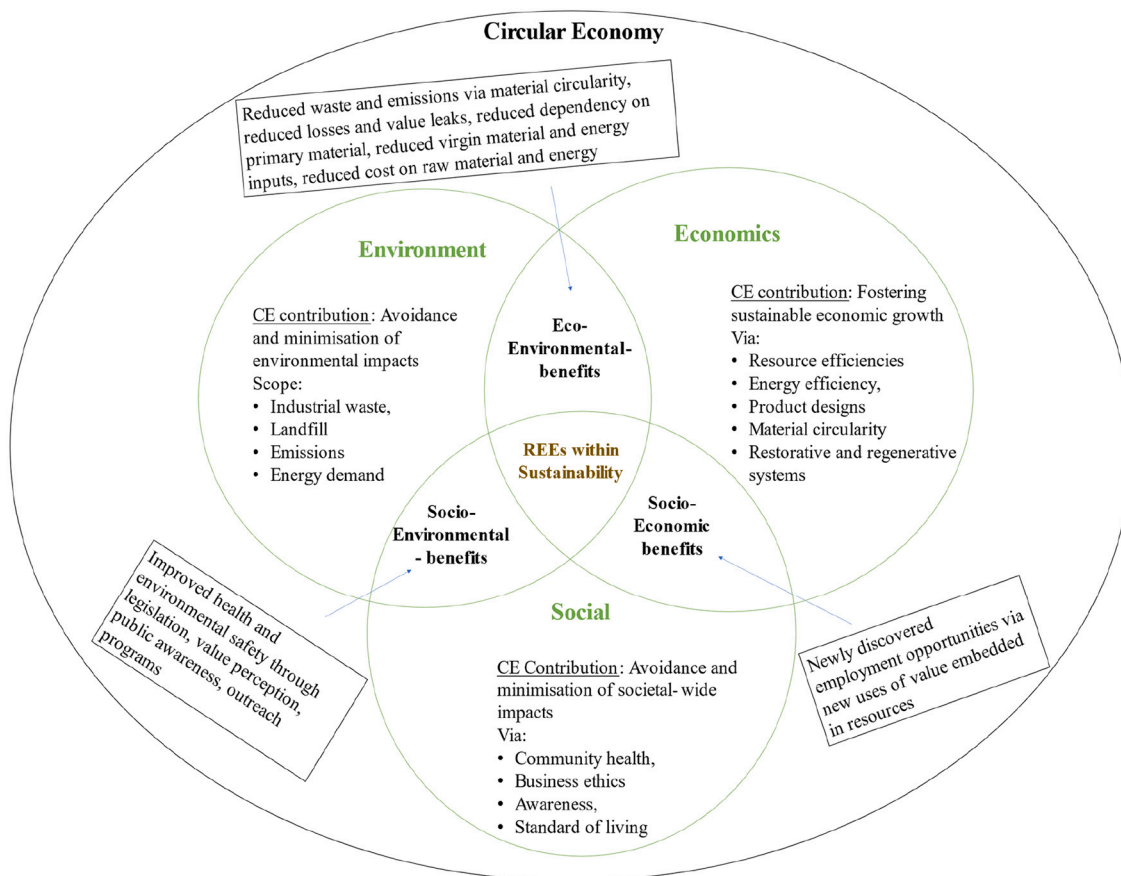 Circular Economy
Reduced waste and emissions via material circularity,
reduced losses and value leaks, reduced dependency on
primary material, reduced virgin material and energy
inputs, reduced cost on raw material and energy
Environment
CE contribution: Avoidance
and minimisation of
environmental impacts
Scope:
• Industrial waste,
• Landfill
• Emissions
• Energy demand
Economics
CE contribution: Fostering
sustainable economic growth
Via:
• Resource efficiencies
• Energy efficiency,
• Product designs
• Material circularity
• Restorative and regenerative
systems
Eco-
Environmental-
benefits
REEs within
Sustainability
Socio-
Environmental
- benefits
Socio-
Economic
benefits
Improved health and
environmental safety through
legislation, value perception,
public awareness, outreach
programs
Social
CE Contribution: Avoidance and
minimisation of societal- wide
impacts
Via:
• Community health,
• Business ethics
• Awareness,
• Standard of living
Newly discovered
employment opportunities via
new uses of value embedded
in resources